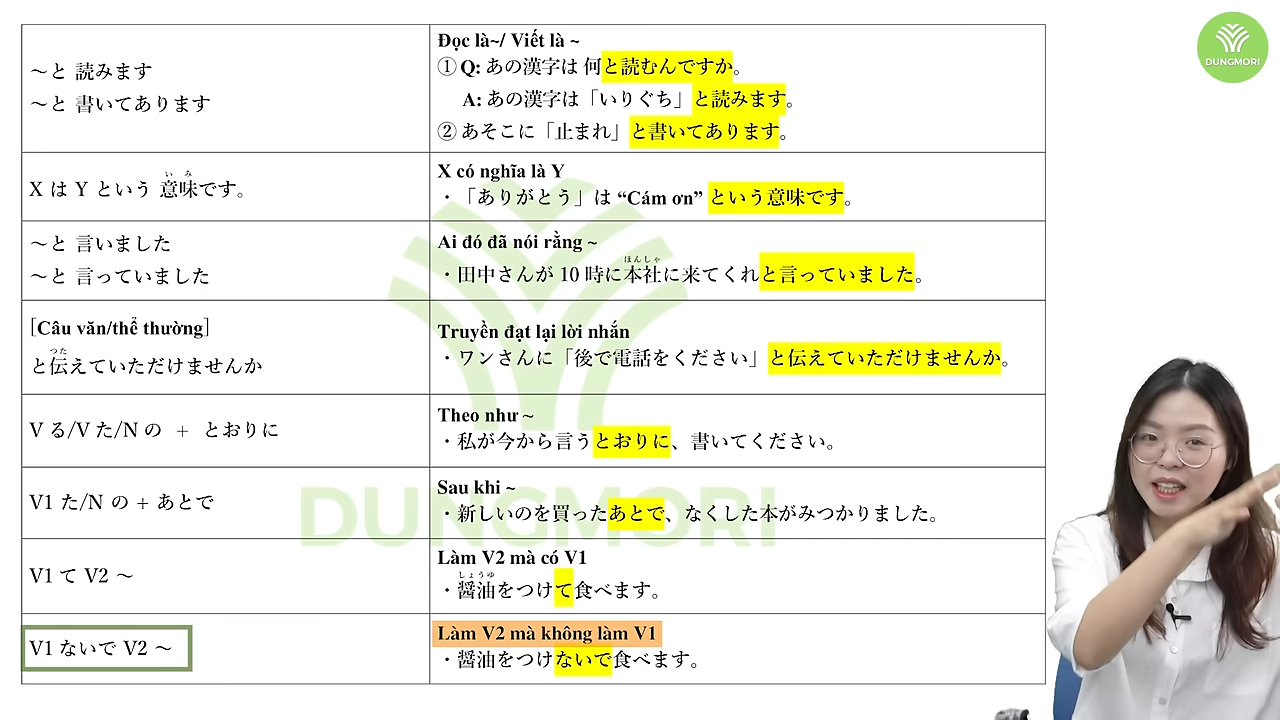 ～と 読みます
～と 書いてあります
Đọc là~/ Viết là ~
① Q: あの漢字は 何と読むんですか。
A: あの漢字は「いりぐち」と読みます。
② あそこに「止まれ」と書いてあります。
X は Y という 意味です。
いみ
X có nghĩa là Y
・「ありがとう」は “Cám ơn” という意味です。
～と 言いました
～と 言っていました
Ai đó đã nói rằng ~
ほんしゃ
・田中さんが 10 時に本社に来てくれと言っていました。
[Câu văn/thể thường]
つた
と伝えていただけませんか
Truyền đạt lại lời nhắn
・ワンさんに「後で電話をください」と伝えていただけませんか。
V る/V た/N の + とおりに
Theo như ~
・私が今から言うとおりに、書いてください。
V1 た/N の + あとで
Sau khi ~
・新しいのを買ったあとで、なくした本がみつかりました。
V1 て V2 ～
Làm V2 mà có V1
しょうゆ
・醤油をつけて食べます。
V1 ないで V2 ～
Làm V2 mà không làm V1
・醤油をつけないで食べます。
DUNGMORI
DUNGMORI